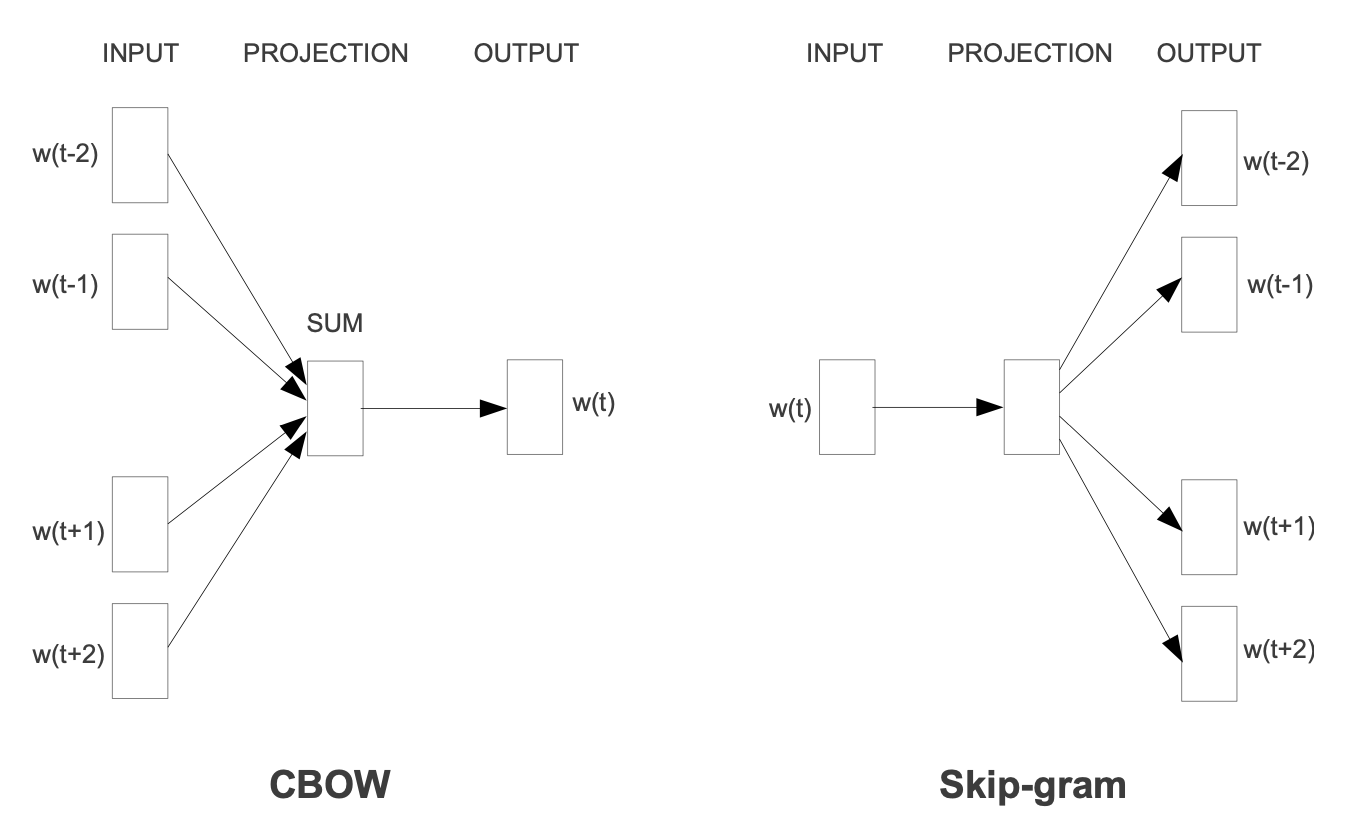 INPUT PROJECTION OUTPUT
w(t-2)
w(t-1)
SUM
w(t)
w(t+1)
w(t+2)
CBOW
INPUT PROJECTION OUTPUT
w(t-2)
w(t-1)
w(t)
w(t+1)
w(t+2)
Skip-gram